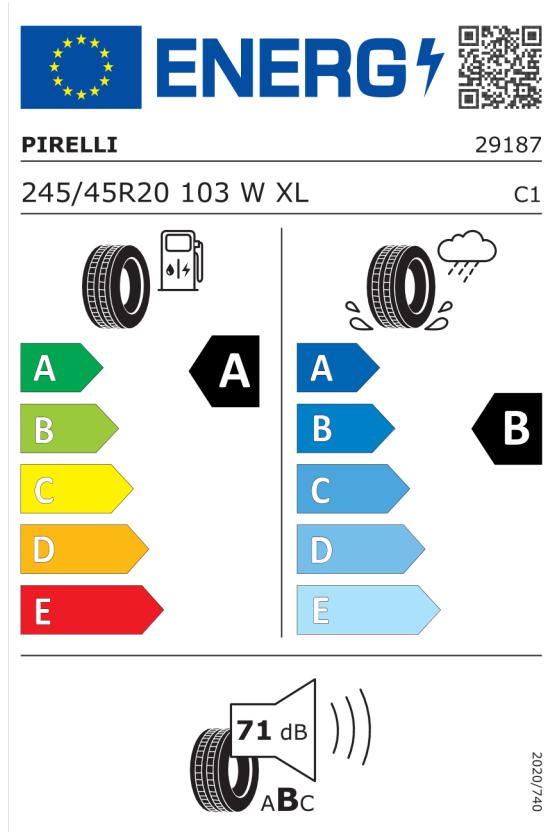 ENERG
PIRELLI 29187
245/45R20 103 W XL C1
A A
B
C
D
E
A
B B
C
D
E
71 dB
ABC
2020/740